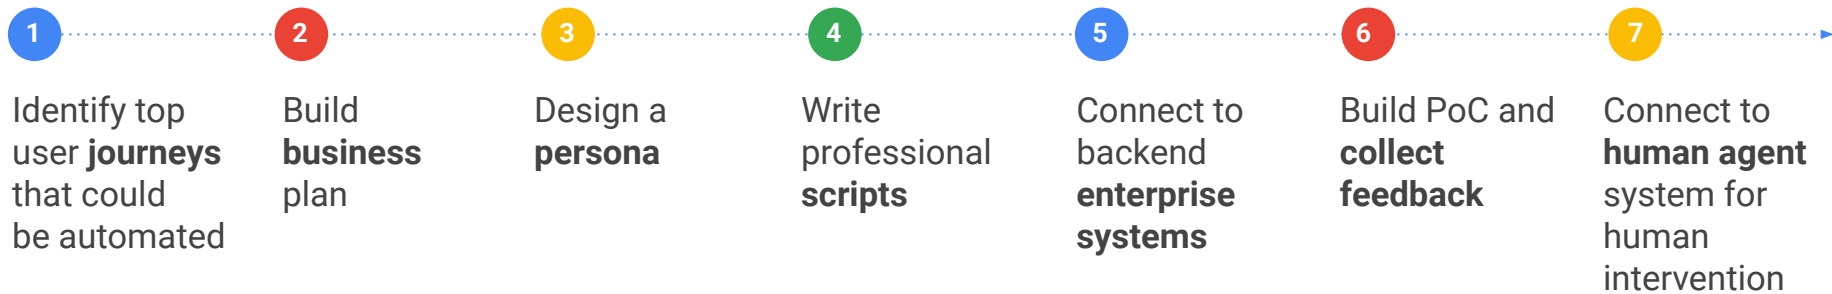 1
Identify top
user journeys
that could
be automated
2
Build
business
plan
3
Design a
persona
4
Write
professional
scripts
5
Connect to
backend
enterprise
systems
6
Build PoC and
collect
feedback
7
Connect to
human agent
system for
human
intervention